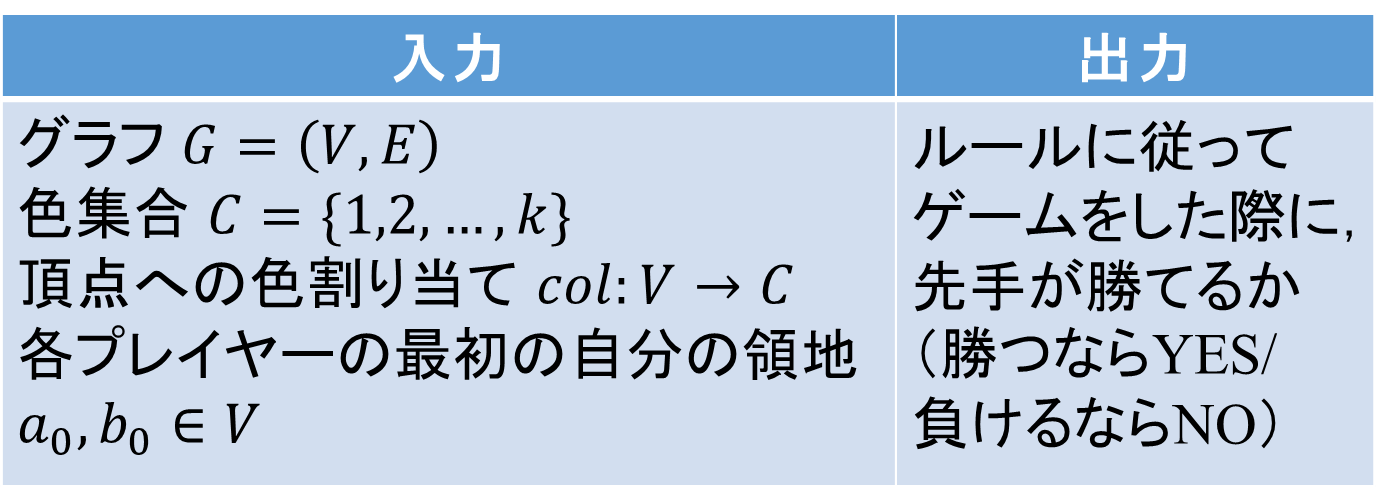 入力
グラフ G = (V, E)
色集合 C = {1,2, … , k}
頂点への色割り当て col: V → C
各プレイヤーの最初の自分の領地
a₀, b₀ ∈ V
出力
ルールに従って
ゲームをした際に,
先手が勝てるか
（勝つならYES/
負けるならNO）